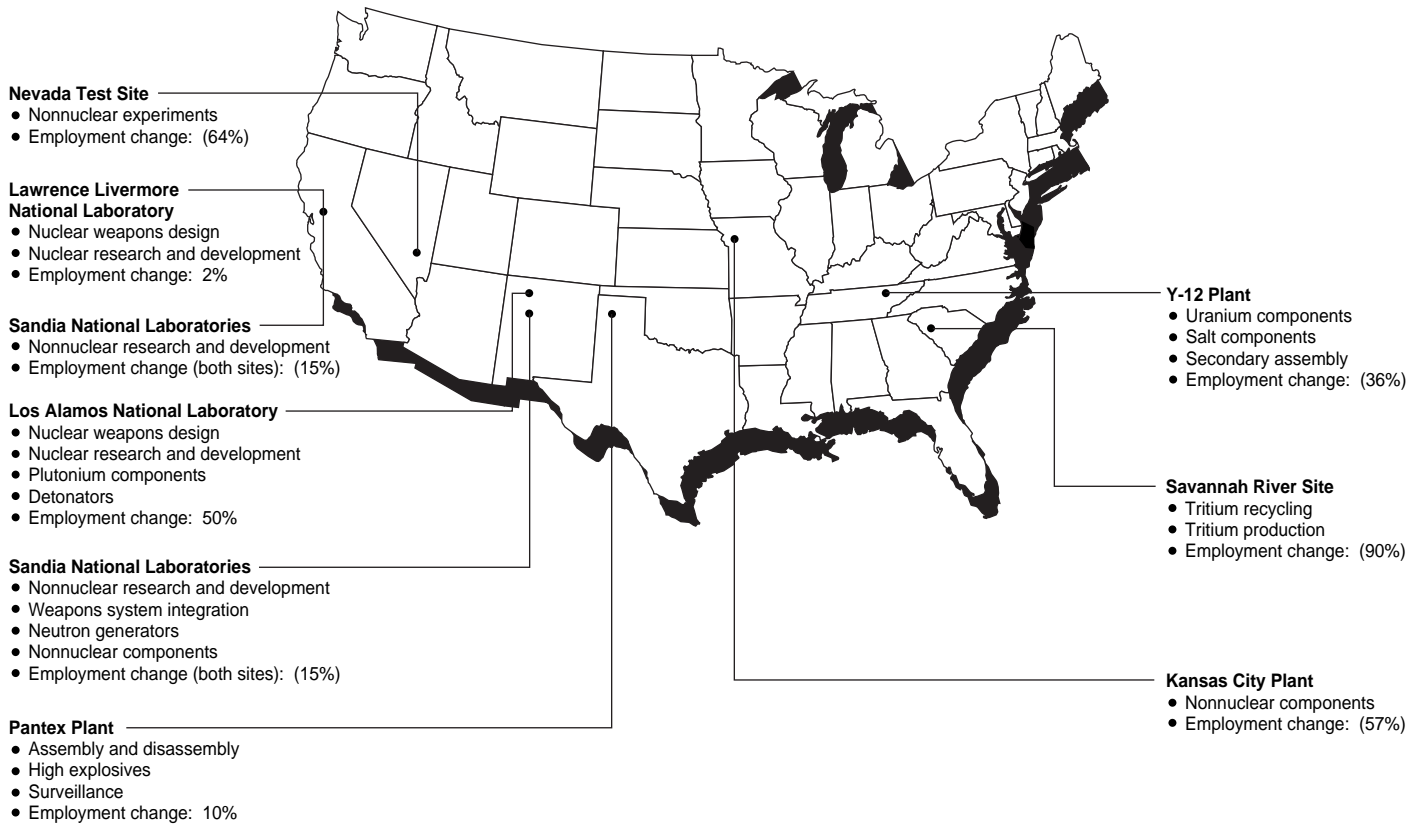 Nevada Test Site
• Nonnuclear experiments
• Employment change: (64%)
Lawrence Livermore
National Laboratory
• Nuclear weapons design
• Nuclear research and development
• Employment change: 2%
Sandia National Laboratories
• Nonnuclear research and development
• Employment change (both sites): (15%)
Los Alamos National Laboratory
• Nuclear weapons design
• Nuclear research and development
• Plutonium components
• Detonators
• Employment change: 50%
Sandia National Laboratories
• Nonnuclear research and development
• Weapons system integration
• Neutron generators
• Nonnuclear components
• Employment change (both sites): (15%)
Pantex Plant
• Assembly and disassembly
• High explosives
• Surveillance
• Employment change: 10%
Y-12 Plant
• Uranium components
• Salt components
• Secondary assembly
• Employment change: (36%)
Savannah River Site
• Tritium recycling
• Tritium production
• Employment change: (90%)
Kansas City Plant
• Nonnuclear components
• Employment change: (57%)